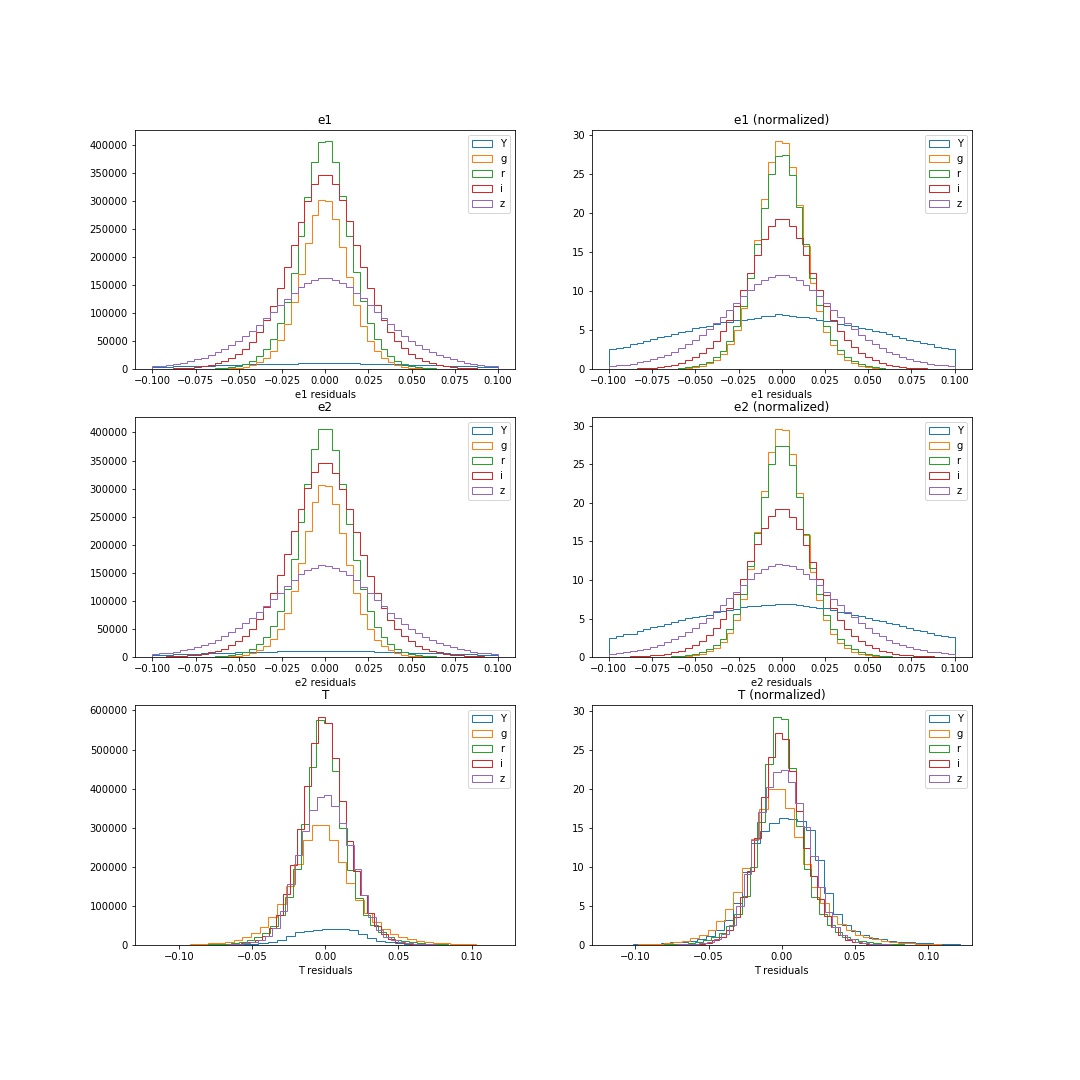 e1
400000
350000
300000
250000
200000
150000
100000
50000
0
−0.100 −0.075 −0.050 −0.025 0.000 0.025 0.050 0.075 0.100
e1 residuals
Y
g
r
i
z
e1 (normalized)
30
25
20
15
10
5
0
−0.100 −0.075 −0.050 −0.025 0.000 0.025 0.050 0.075 0.100
e1 residuals
Y
g
r
i
z
e2
400000
350000
300000
250000
200000
150000
100000
50000
0
−0.100 −0.075 −0.050 −0.025 0.000 0.025 0.050 0.075 0.100
e2 residuals
Y
g
r
i
z
e2 (normalized)
30
25
20
15
10
5
0
−0.100 −0.075 −0.050 −0.025 0.000 0.025 0.050 0.075 0.100
e2 residuals
Y
g
r
i
z
T
600000
500000
400000
300000
200000
100000
0
−0.10 −0.05 0.00 0.05 0.10
T residuals
Y
g
r
i
z
T (normalized)
30
25
20
15
10
5
0
−0.10 −0.05 0.00 0.05 0.10
T residuals
Y
g
r
i
z